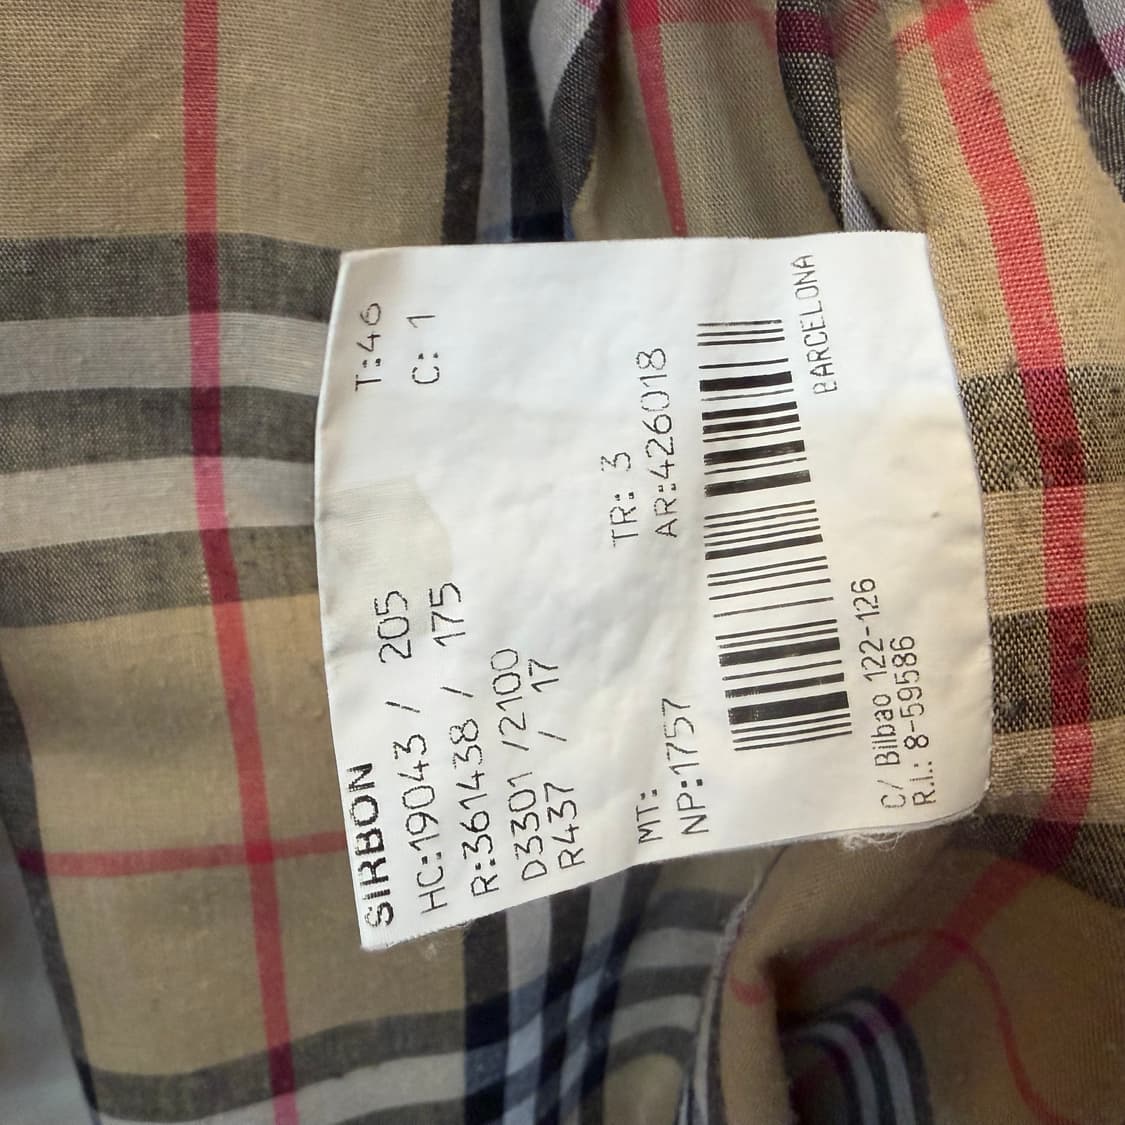 SIRBON
T:46
HC:19043 / 205
C: 1
R:361438 / 175
D3301 /2100
R437 / 17
MT: TR: 3
NP:1757 AR:426018
C/ Bilbao 122-126 BARCELONA
R.I.: 8-59586